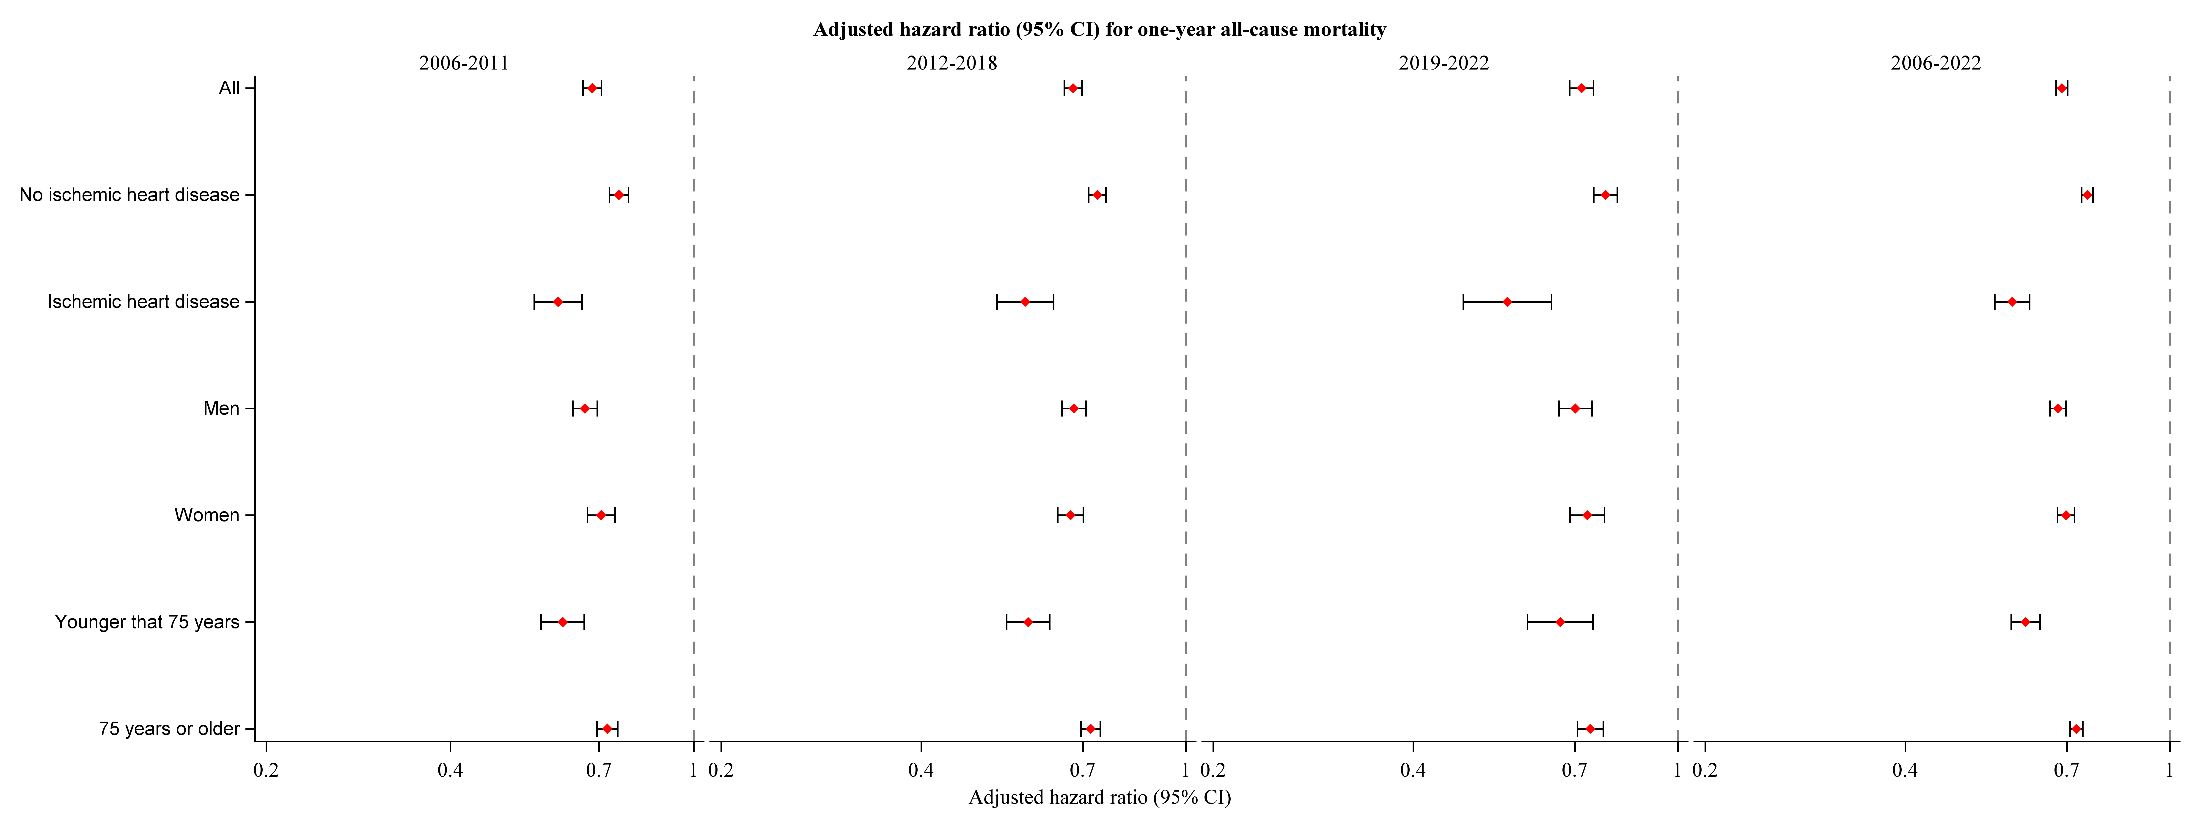 Adjusted hazard ratio (95% CI) for one-year all-cause mortality
2006-2011 2012-2018 2019-2022 2006-2022
All
No ischemic heart disease
Ischemic heart disease
Men
Women
Younger that 75 years
75 years or older
0.2 0.4 0.7 1 0.2 0.4 0.7 1 0.2 0.4 0.7 1 0.2 0.4 0.7 1
Adjusted hazard ratio (95% CI)